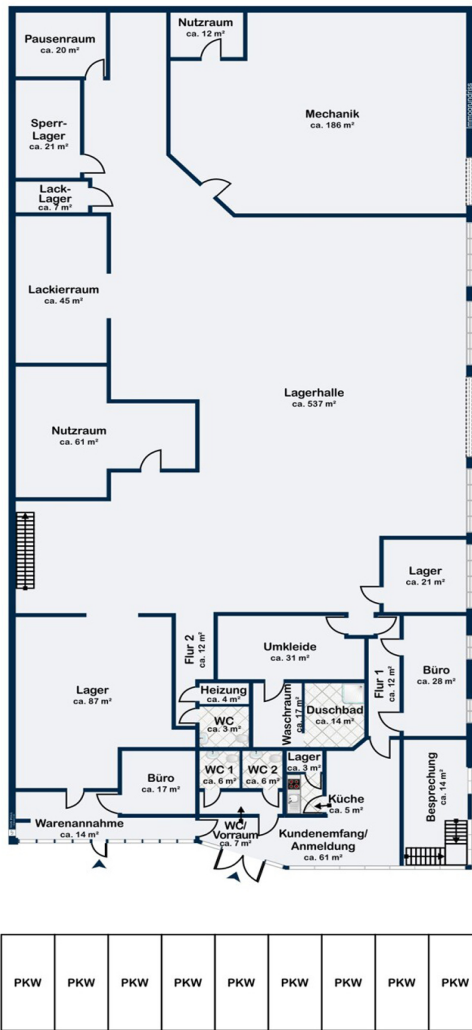 Pausenraum
ca. 20 m²
Nutzraum
ca. 12 m²
Mechanik
ca. 186 m²
Sperr-
Lager
ca. 21 m²
Lack-
Lager
ca. 7 m²
Lackierraum
ca. 45 m²
Lagerhalle
ca. 537 m²
Nutzraum
ca. 61 m²
Lager
ca. 21 m²
Flur 2
ca. 12 m²
Umkleide
ca. 31 m²
Flur 1
ca. 12 m²
Büro
ca. 28 m²
Lager
ca. 87 m²
Heizung
ca. 4 m²
Waschraum
ca. 17 m²
Duschbad
ca. 14 m²
WC
ca. 3 m²
Büro
ca. 17 m²
WC 1
ca. 6 m²
WC 2
ca. 6 m²
Lager
ca. 3 m²
Küche
ca. 5 m²
Besprechung
ca. 14 m²
Warenannahme
ca. 14 m²
WC/
Vorraum
ca. 7 m²
Kundenemfang/
Anmeldung
ca. 61 m²
PKW PKW PKW PKW PKW PKW PKW PKW PKW